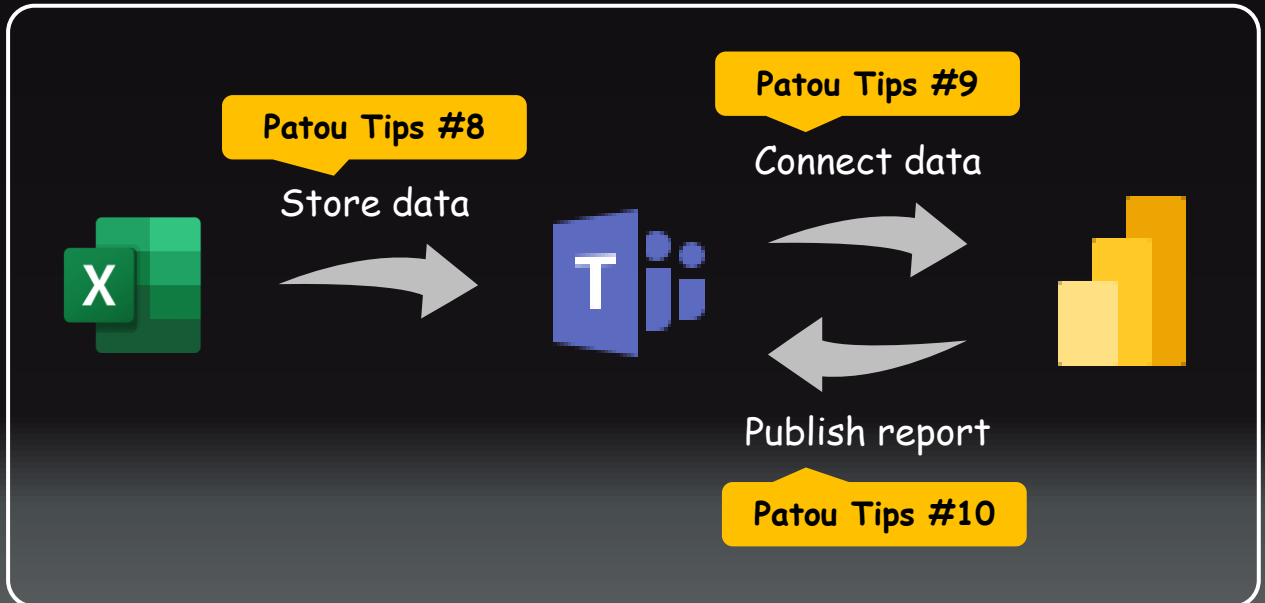 Patou Tips #8
Store data
Patou Tips #9
Connect data
X
T
Publish report
Patou Tips #10